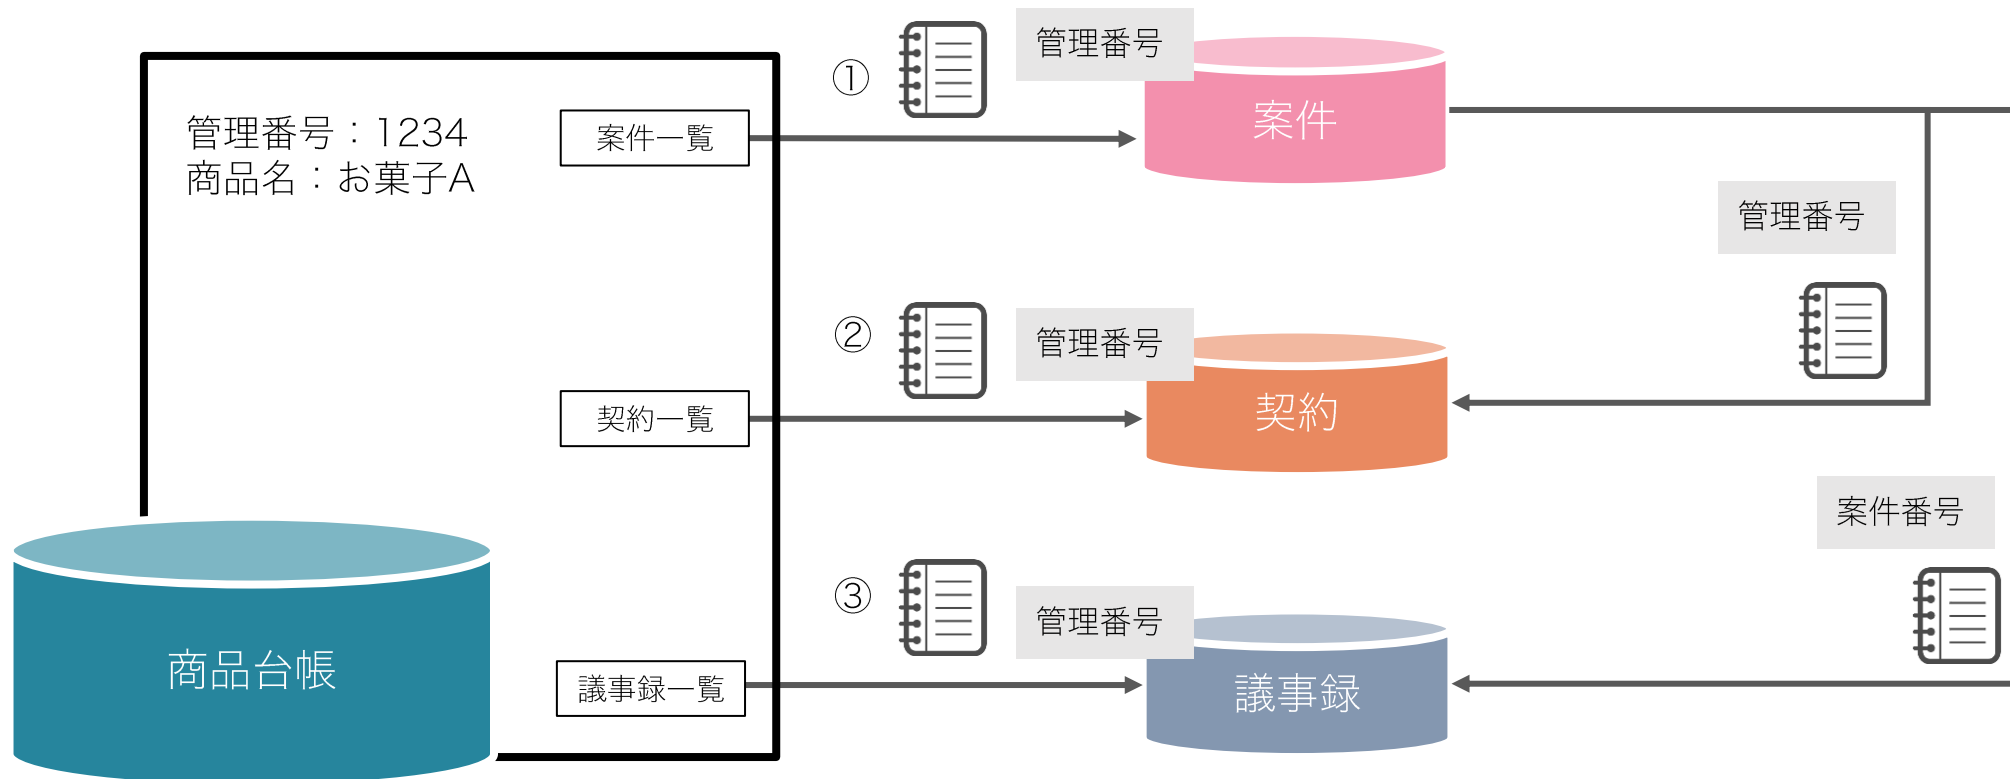 管理番号：1234
商品名：お菓子A
案件一覧
契約一覧
議事録一覧
商品台帳
①
管理番号
案件
②
管理番号
契約
③
管理番号
議事録
管理番号
案件番号